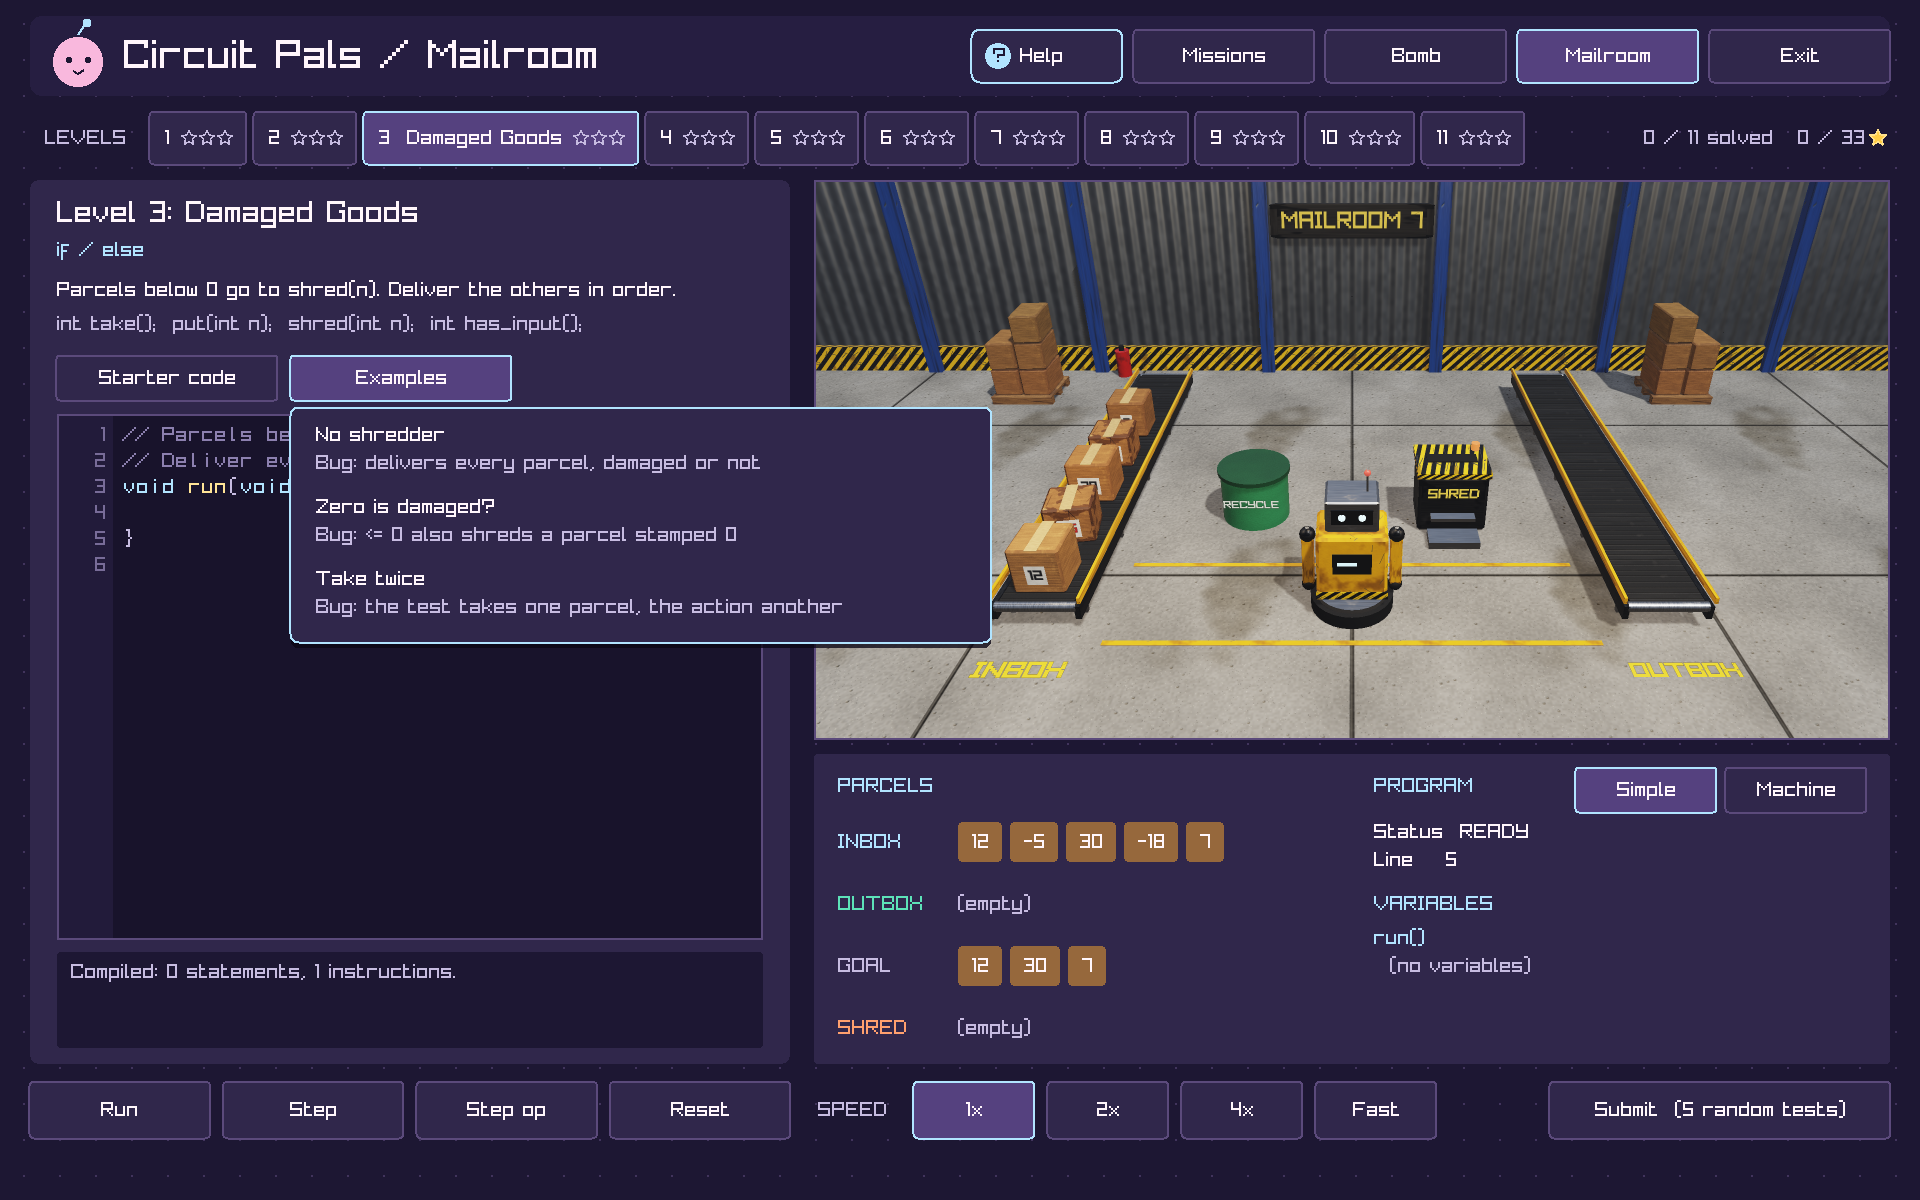 Circuit Pals / Mailroom
? Help
Missions
Bomb
Mailroom
Exit
LEVELS
1
2
3 Damaged Goods
4
5
6
7
8
9
10
11
0 / 11 solved
0 / 33
Level 3: Damaged Goods
if / else
Parcels below 0 go to shred(n). Deliver the others in order.
int take(); put(int n); shred(int n); int has_input();
Starter code
Examples
1 // Parcels be
2 // Deliver ev
3 void run(void
4
5 }
6
No shredder
Bug: delivers every parcel, damaged or not
Zero is damaged?
Bug: <= 0 also shreds a parcel stamped 0
Take twice
Bug: the test takes one parcel, the action another
Compiled: 0 statements, 1 instructions.
MAILROOM 7
RECYCLE
SHRED
12
INBOX
OUTBOX
PARCELS
INBOX 12 -5 30 -18 7
OUTBOX (empty)
GOAL 12 30 7
SHRED (empty)
PROGRAM
Simple
Machine
Status READY
Line 5
VARIABLES
run()
(no variables)
Run
Step
Step op
Reset
SPEED
1x
2x
4x
Fast
Submit (5 random tests)